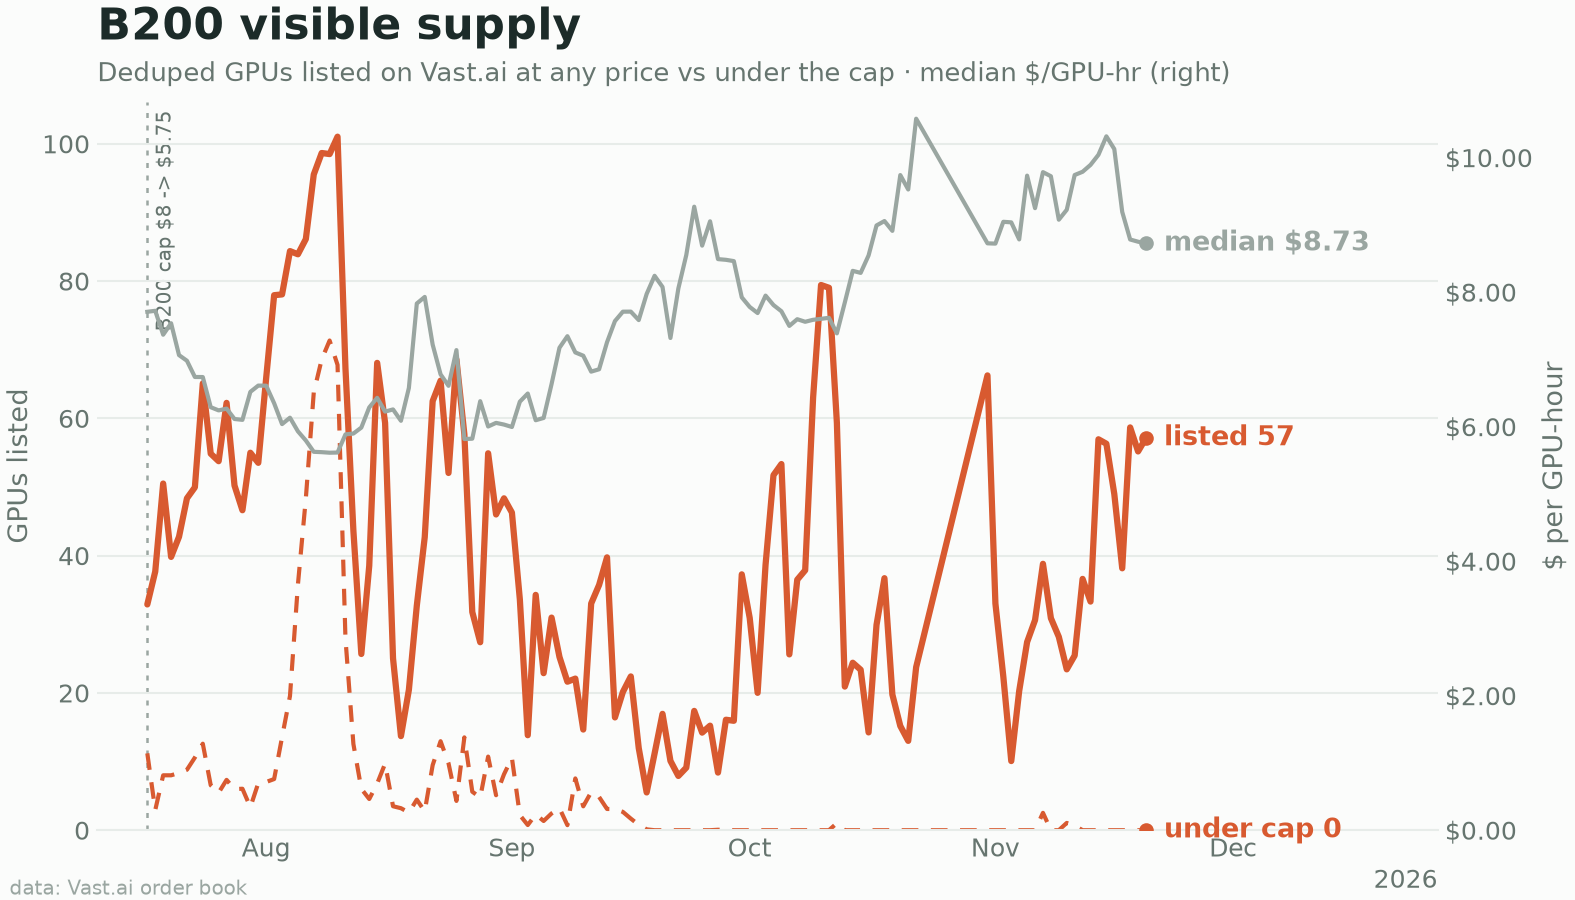 B200 visible supply
Deduped GPUs listed on Vast.ai at any price vs under the cap · median $/GPU-hr (right)
B200 cap $8 -> $5.75
GPUs listed
100
80
60
40
20
0
$10.00
$8.00
$6.00
$4.00
$2.00
$0.00
$ per GPU-hour
median $8.73
listed 57
under cap 0
Aug Sep Oct Nov Dec
2026
data: Vast.ai order book